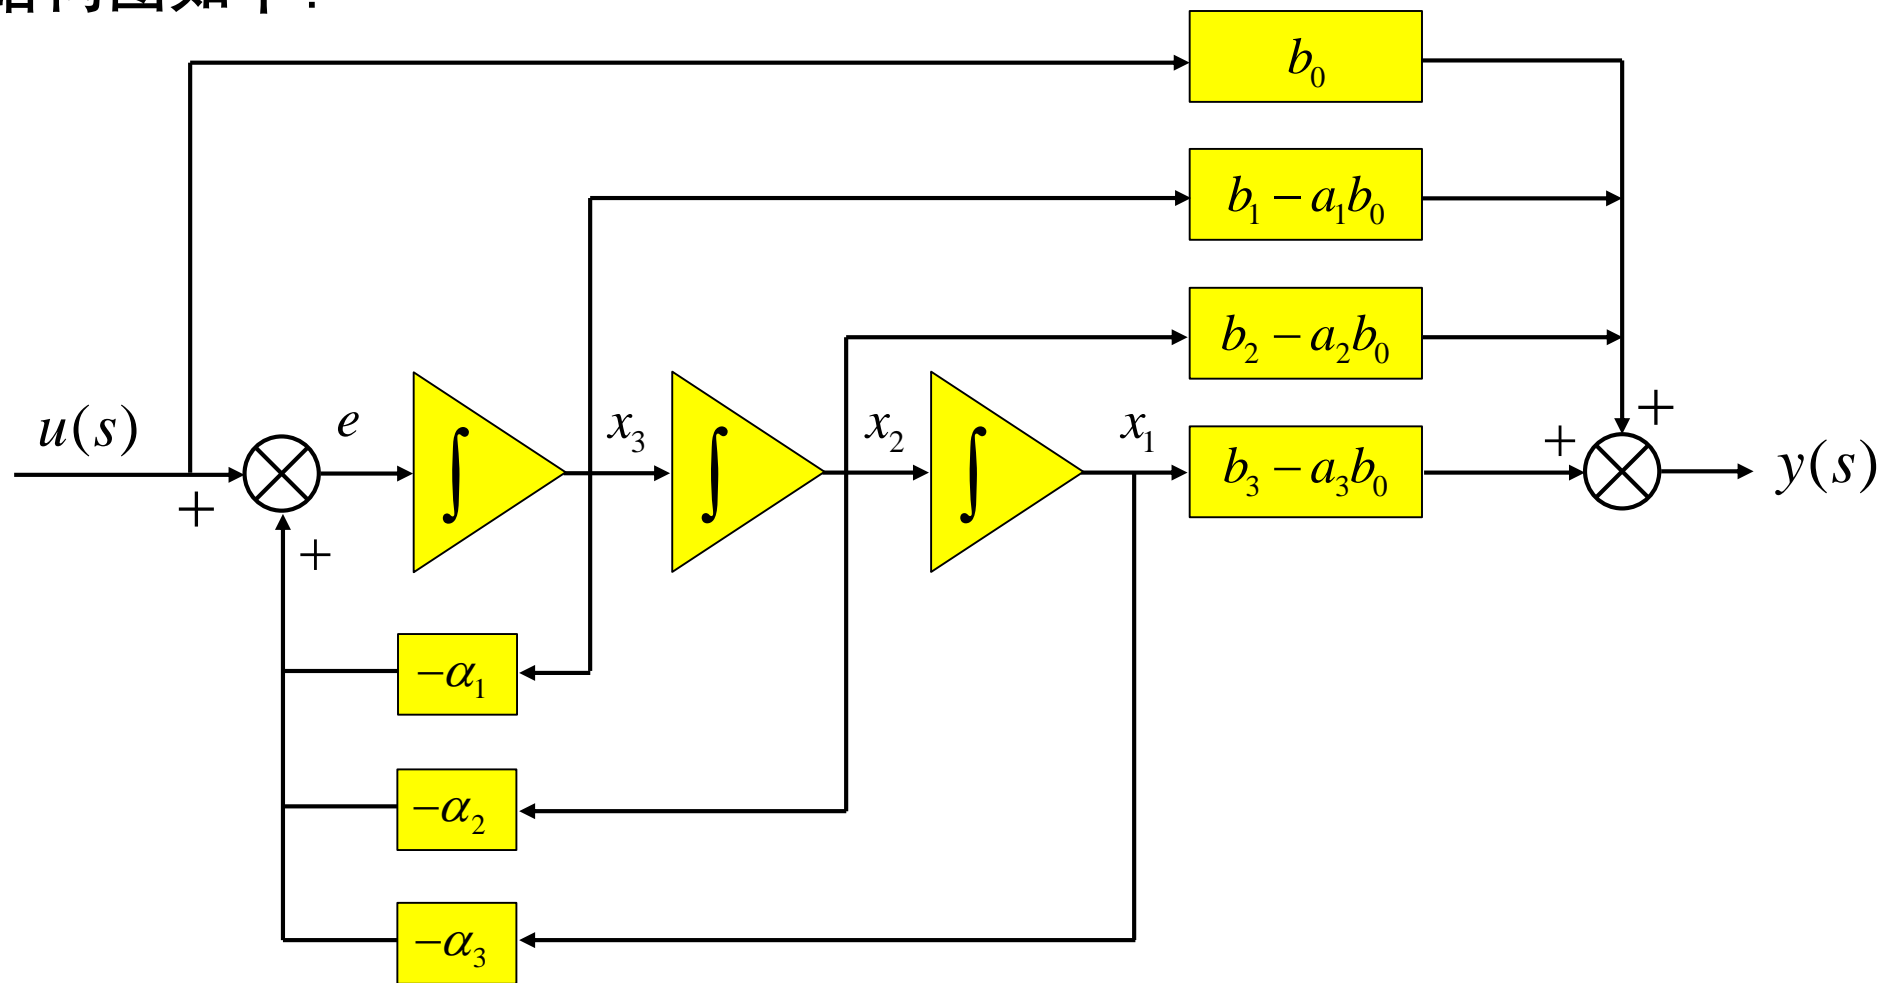 b₀
b₁ − a₁b₀
b₂ − a₂b₀
u(s)
e
∫
x₃
∫
x₂
∫
x₁
b₃ − a₃b₀
+
+
y(s)
+
+
−α₁
−α₂
−α₃